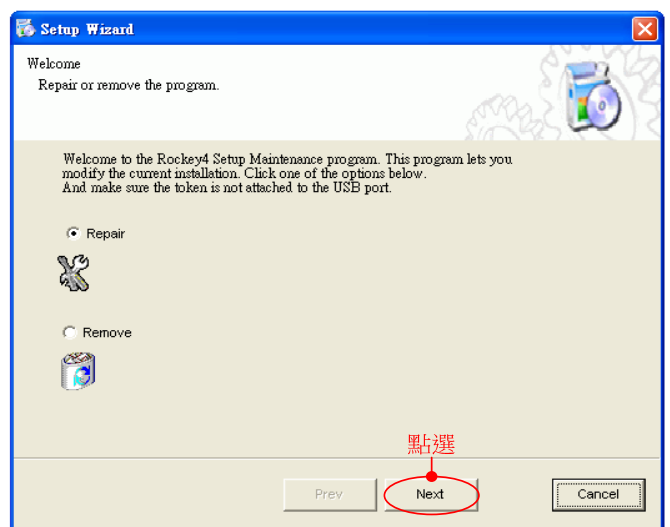 Setup Wizard
Welcome
Repair or remove the program.
Welcome to the Rockey4 Setup Maintenance program. This program lets you
modify the current installation. Click one of the options below.
And make sure the token is not attached to the USB port.
Repair
Remove
點選
Prev
Next
Cancel